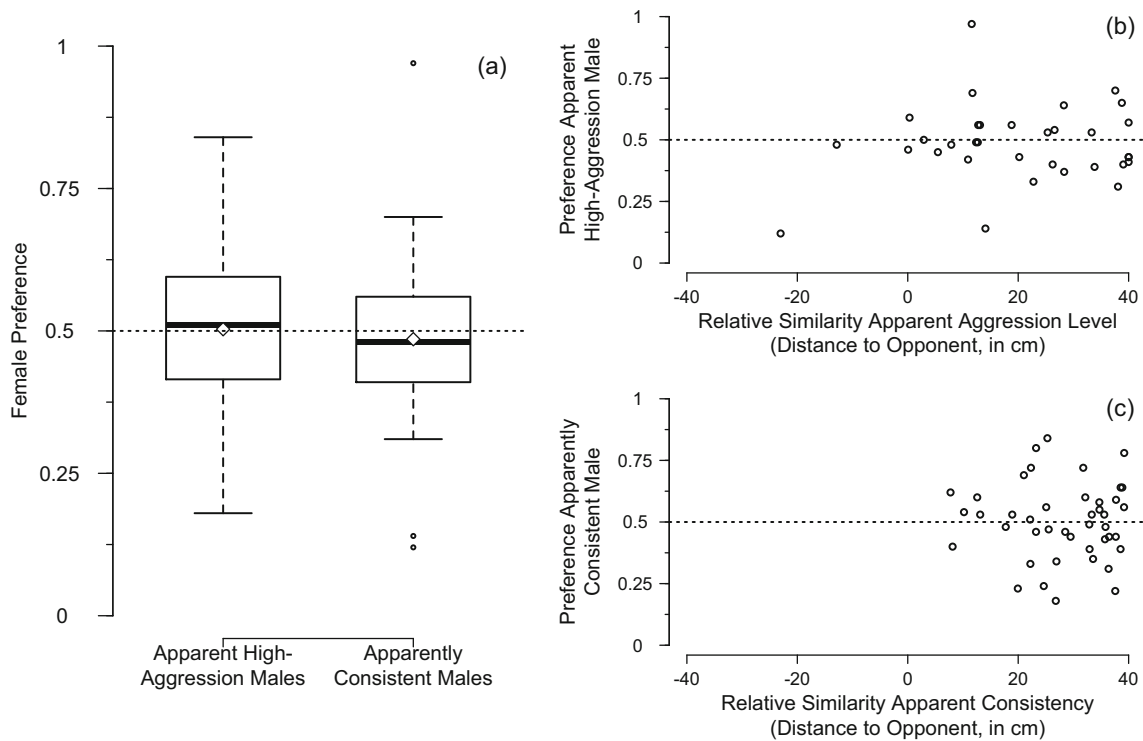 (a)
Female Preference
1
0.75
0.5
0.25
0
Apparent High-
Aggression Males
Apparently
Consistent Males
(b)
Preference Apparent
High-Aggression Male
1
0.75
0.5
0.25
0
-40 -20 0 20 40
Relative Similarity Apparent Aggression Level
(Distance to Opponent, in cm)
(c)
Preference Apparently
Consistent Male
1
0.75
0.5
0.25
0
-40 -20 0 20 40
Relative Similarity Apparent Consistency
(Distance to Opponent, in cm)